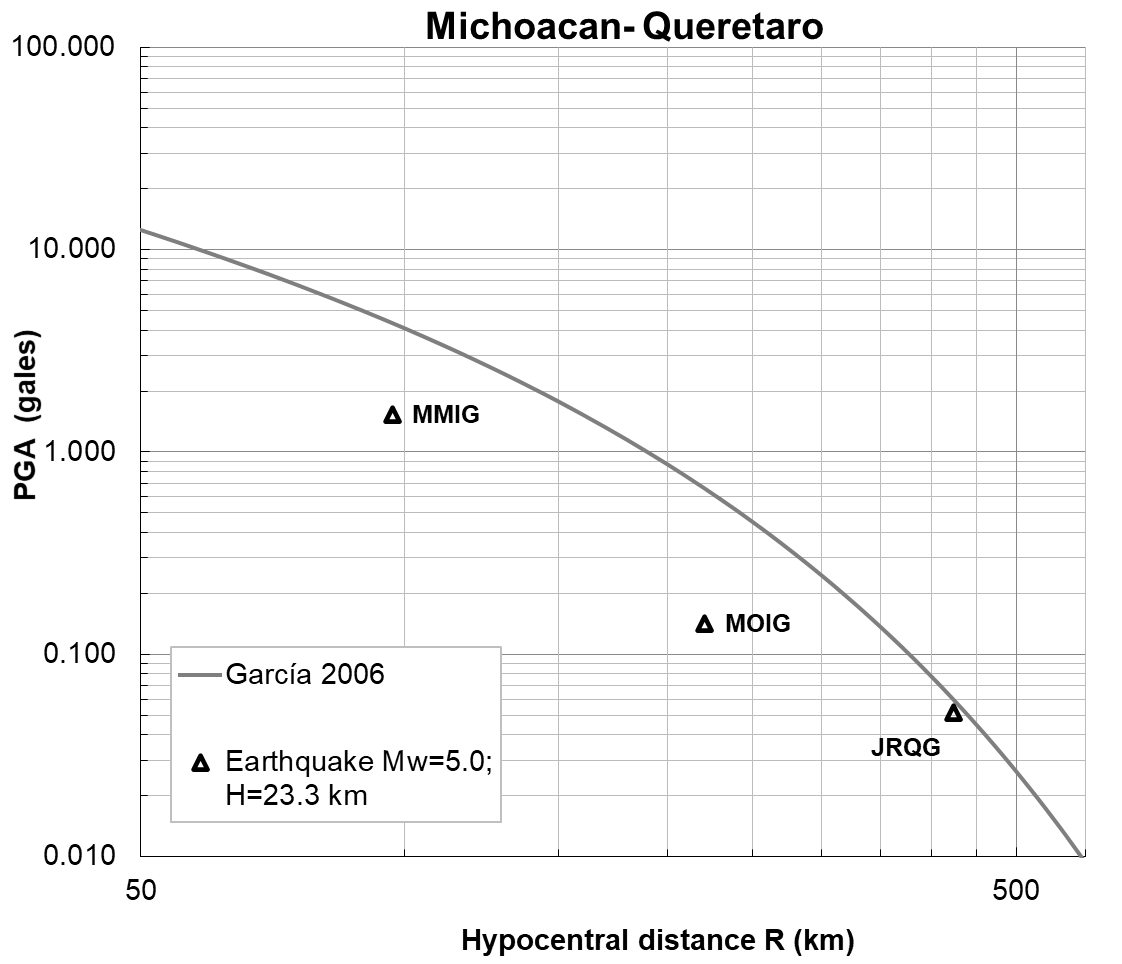 Michoacan- Queretaro
100.000
10.000
1.000
0.100
0.010
PGA (gales)
MMIG
MOIG
JRQG
García 2006
Earthquake Mw=5.0;
H=23.3 km
50
500
Hypocentral distance R (km)